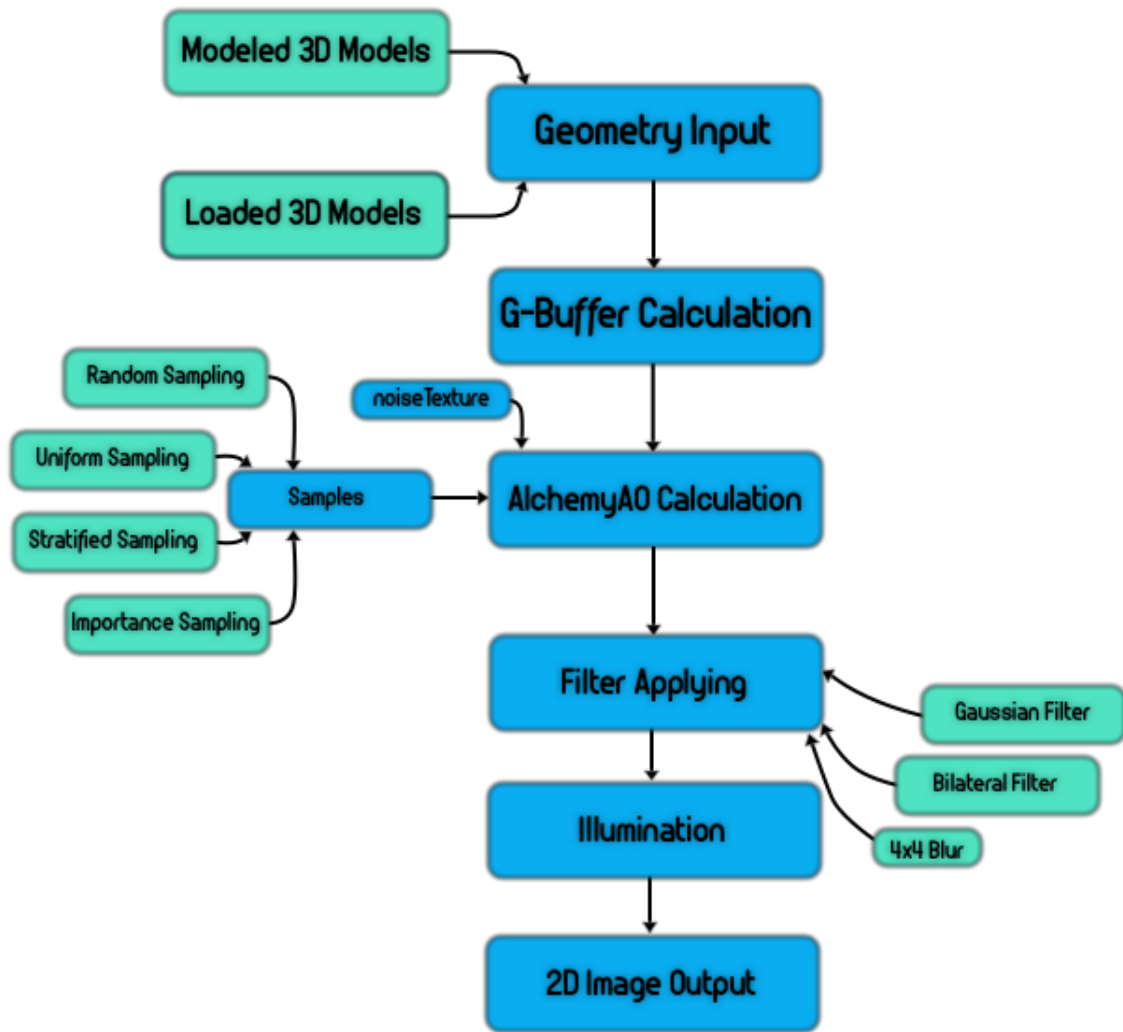 Modeled 3D Models
Geometry Input
Loaded 3D Models
G-Buffer Calculation
Random Sampling
noiseTexture
Uniform Sampling
Samples
AlchemyAO Calculation
Stratified Sampling
Importance Sampling
Filter Applying
Gaussian Filter
Bilateral Filter
Illumination
4x4 Blur
2D Image Output